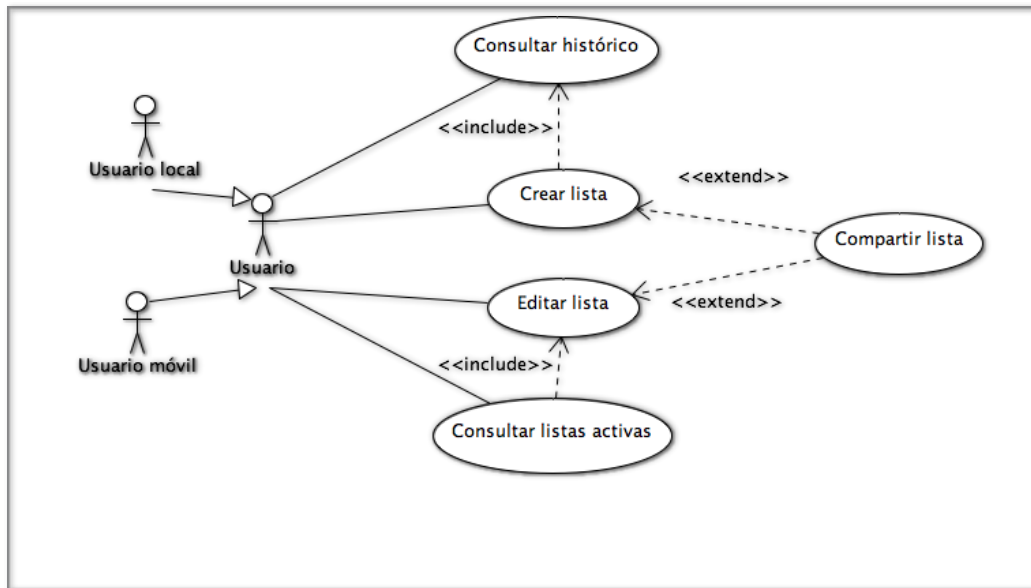 Consultar histórico
<<include>>
Usuario local
<<extend>>
Crear lista
Compartir lista
Usuario
Editar lista
<<extend>>
Usuario móvil
<<include>>
Consultar listas activas